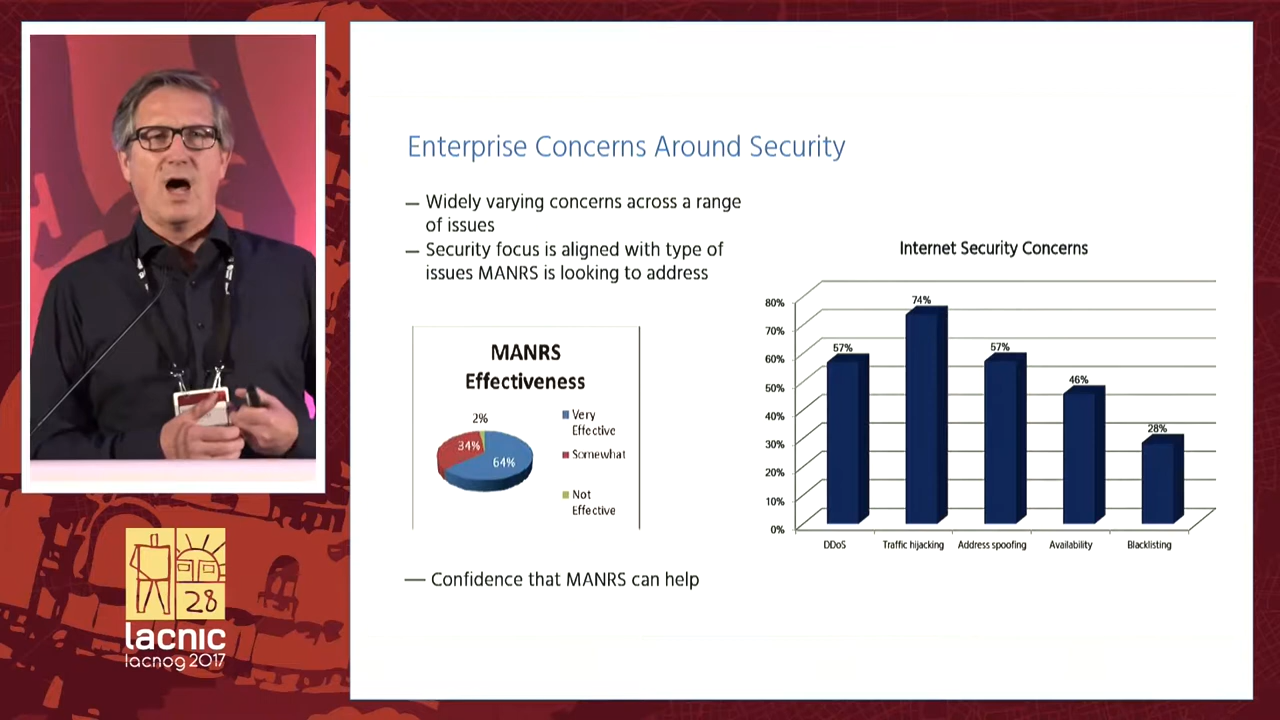 Enterprise Concerns Around Security
— Widely varying concerns across a range
of issues
— Security focus is aligned with type of
issues MANRS is looking to address
MANRS
Effectiveness
2%
34%
64%
Very
Effective
Somewhat
Not
Effective
— Confidence that MANRS can help
Internet Security Concerns
80%
70%
60%
50%
40%
30%
20%
10%
0%
57%
74%
57%
46%
28%
DDoS
Traffic hijacking
Address spoofing
Availability
Blacklisting
28
lacnic
lacnog 2017